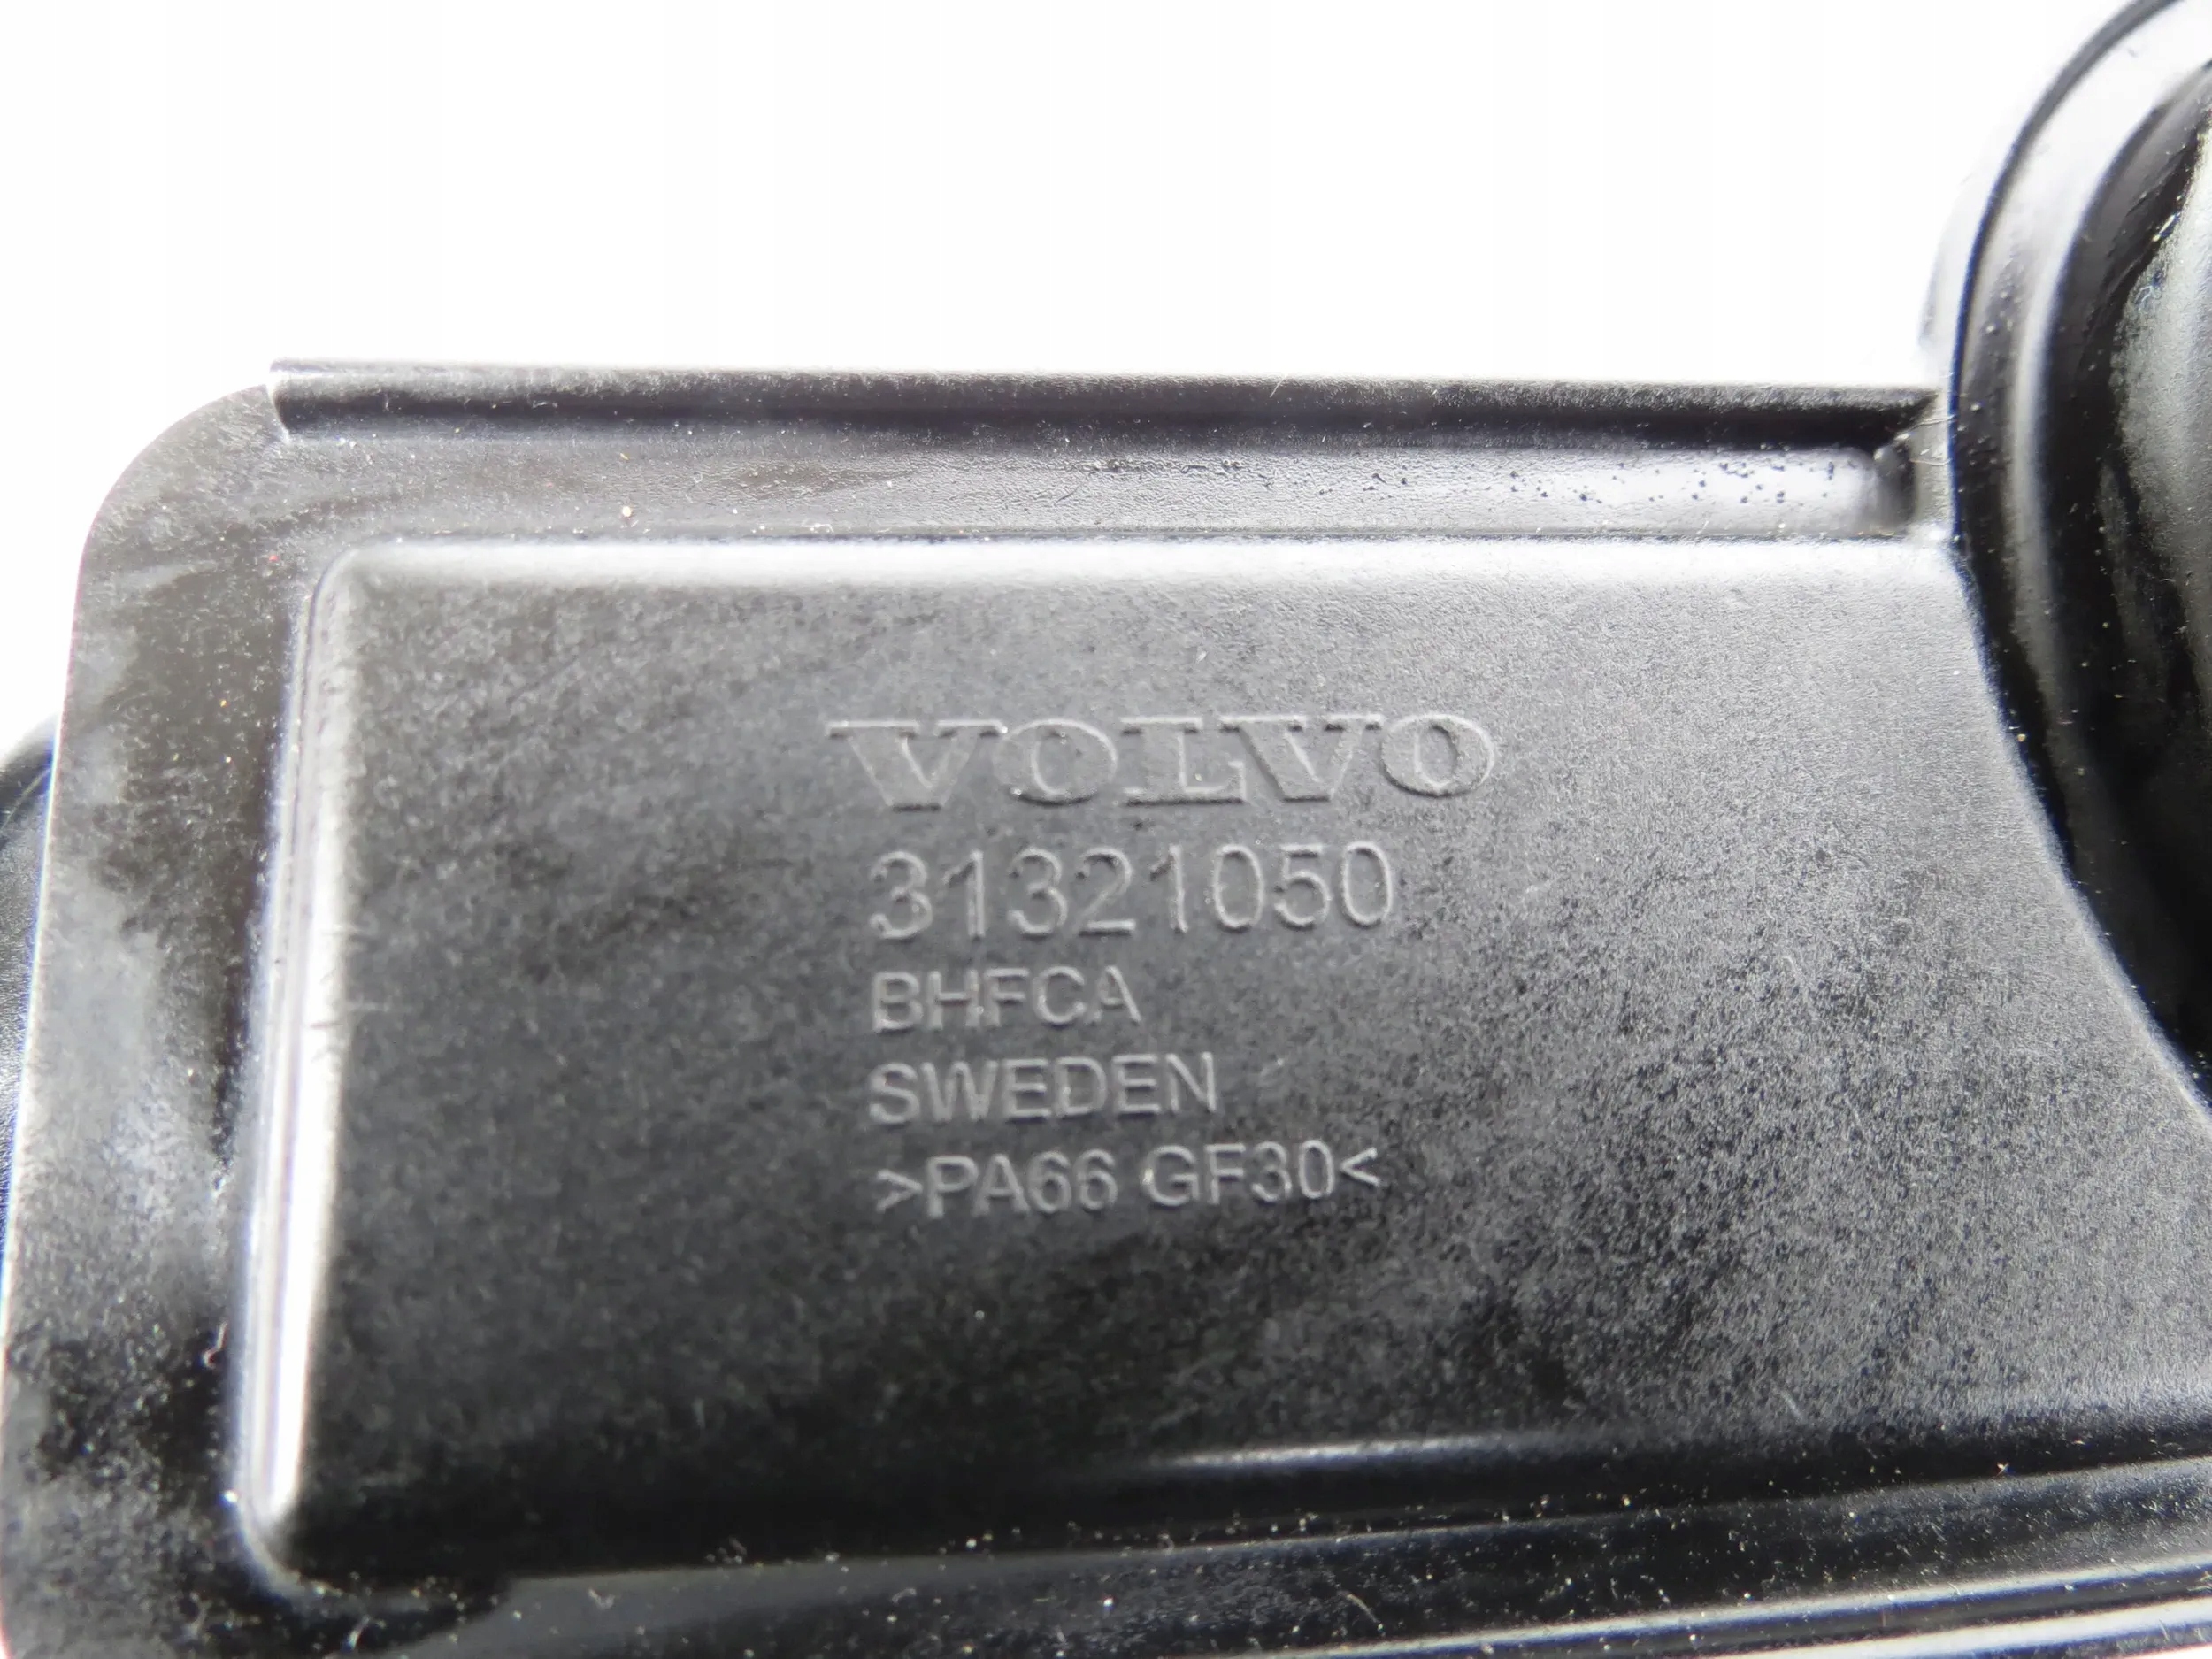 VOLVO
31321050
BHFCA
SWEDEN
>PA66 GF30<